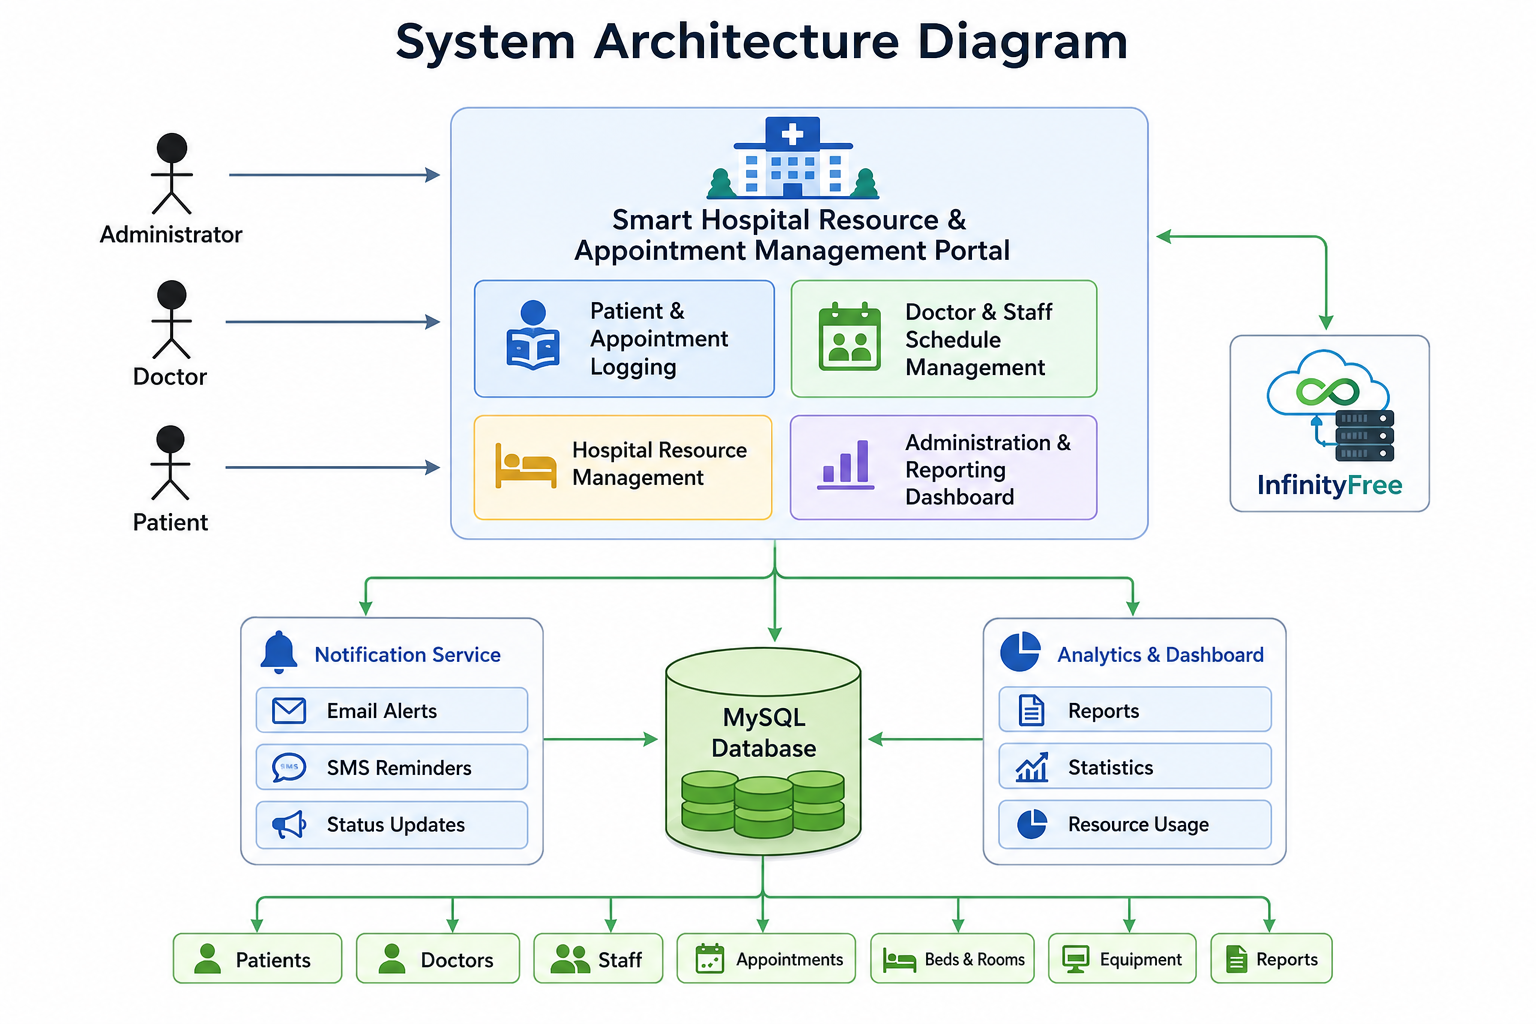 System Architecture Diagram
Administrator
Doctor
Patient
Smart Hospital Resource &
Appointment Management Portal
Patient &
Appointment
Logging
Doctor & Staff
Schedule
Management
Hospital Resource
Management
Administration &
Reporting
Dashboard
InfinityFree
Notification Service
Email Alerts
SMS
SMS Reminders
Status Updates
MySQL
Database
Analytics & Dashboard
Reports
Statistics
Resource Usage
Patients
Doctors
Staff
Appointments
Beds & Rooms
Equipment
Reports